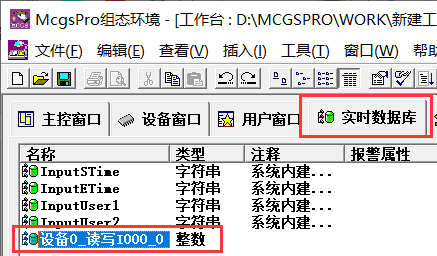 McgsPro组态环境 - [工作台 : D:\MCGSPRO\WORK\新建工
文件(F) 编辑(E) 查看(V) 插入(I) 工具(T) 窗口(W) 帮助(
主控窗口 设备窗口 用户窗口 实时数据库
名称 类型 注释 报警属性
InputSTime 字符串 系统内建...
InputETime 字符串 系统内建...
InputUser1 字符串 系统内建...
InputUser2 字符串 系统内建...
设备0_读写I000_0 整数